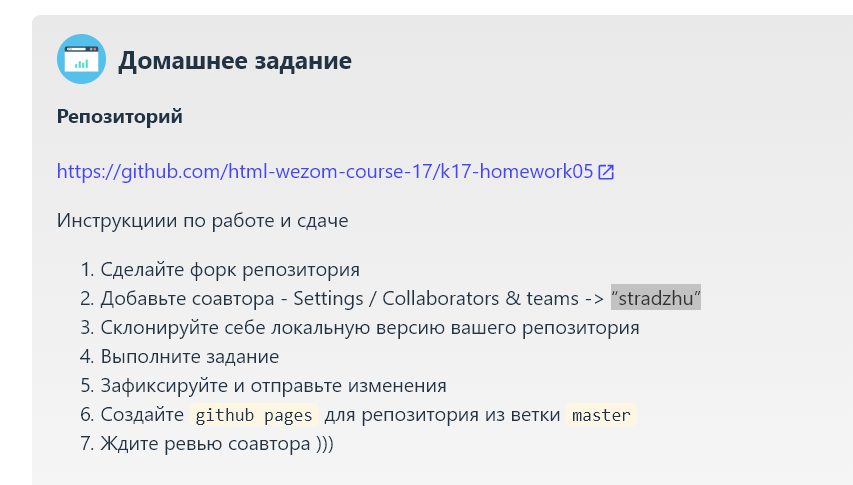 Домашнее задание
Репозиторий
https://github.com/html-wezom-course-17/k17-homework05
Инструкциии по работе и сдаче
1. Сделайте форк репозитория
2. Добавьте соавтора - Settings / Collaborators & teams -> “stradzhu”
3. Склонируйте себе локальную версию вашего репозитория
4. Выполните задание
5. Зафиксируйте и отправьте изменения
6. Создайте github pages для репозитория из ветки master
7. Ждите ревью соавтора )))